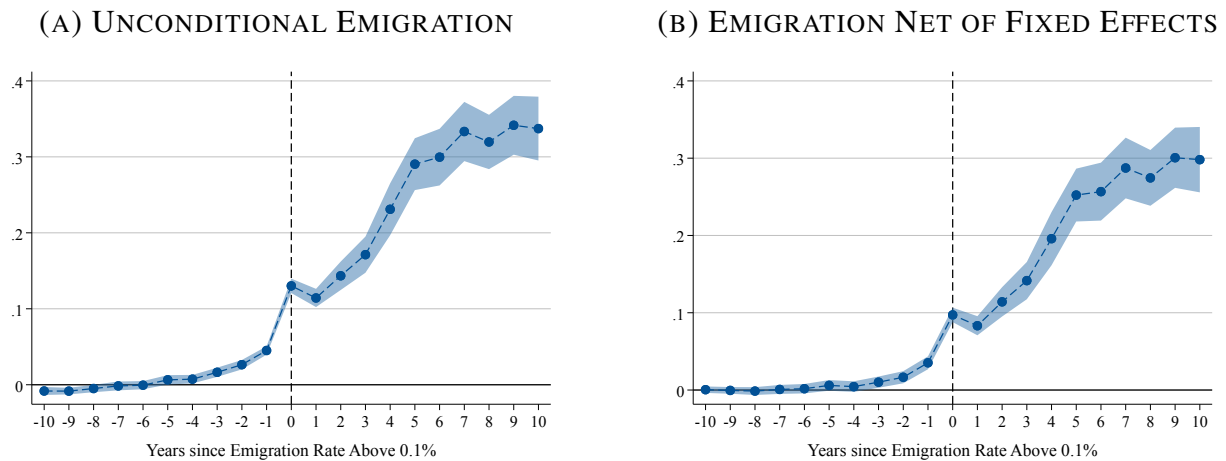 (A) UNCONDITIONAL EMIGRATION
.4
.3
.2
.1
0
-10 -9 -8 -7 -6 -5 -4 -3 -2 -1 0 1 2 3 4 5 6 7 8 9 10
Years since Emigration Rate Above 0.1%
(B) EMIGRATION NET OF FIXED EFFECTS
.4
.3
.2
.1
0
-10 -9 -8 -7 -6 -5 -4 -3 -2 -1 0 1 2 3 4 5 6 7 8 9 10
Years since Emigration Rate Above 0.1%